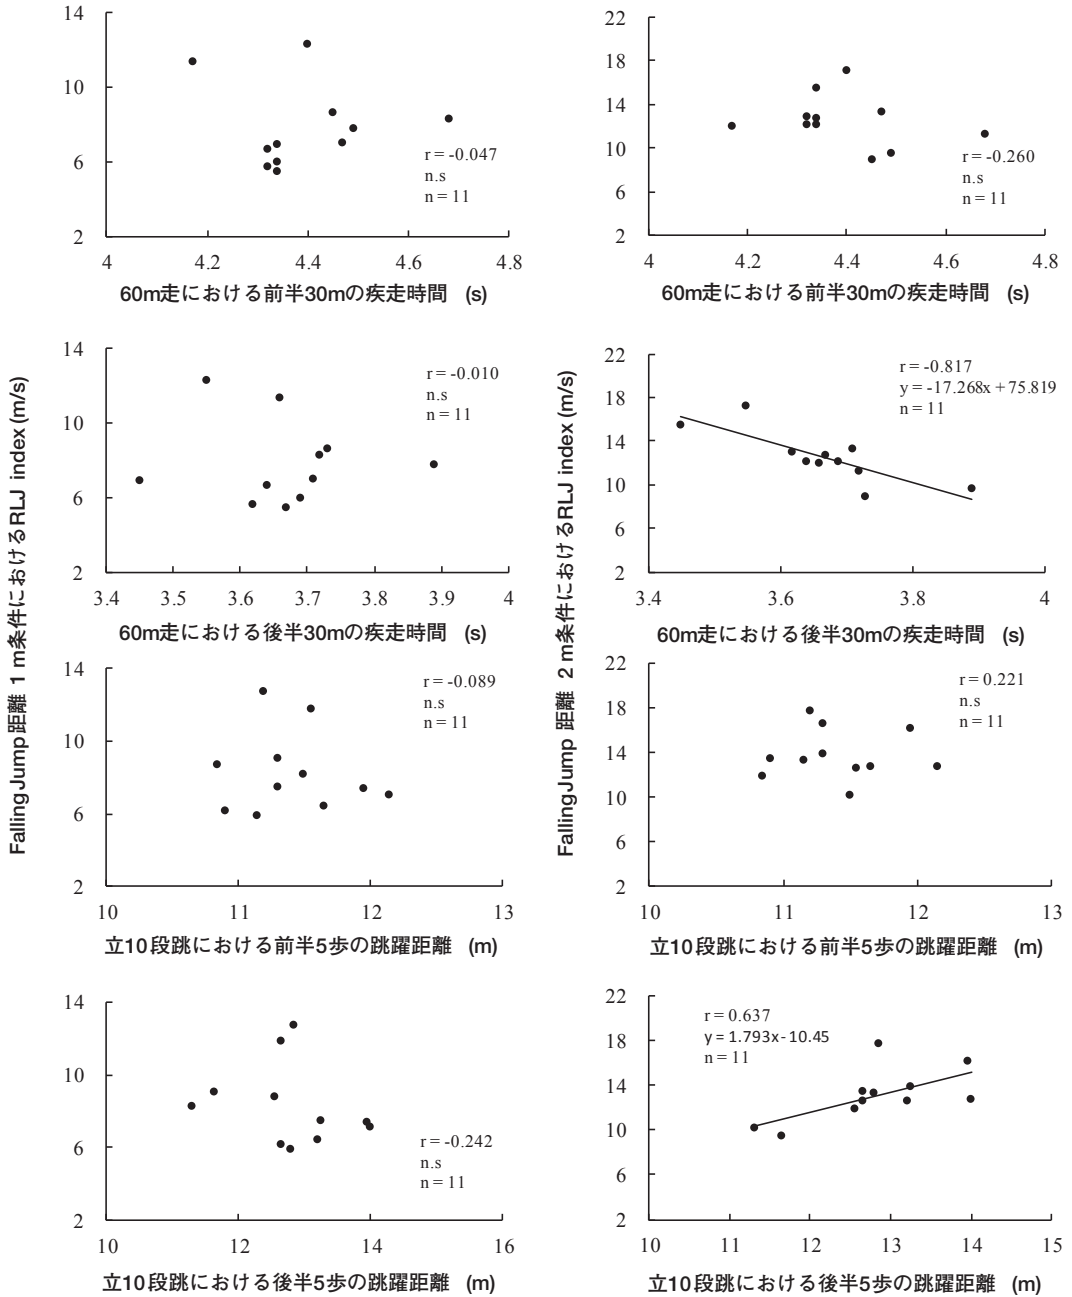 FallingJump距離 1 m条件におけるRLJ index (m/s)
14
10
6
2
4
4.2
4.4
4.6
4.8
r = -0.047
n.s
n = 11
60m走における前半30mの疾走時間 (s)
14
10
6
2
3.4
3.5
3.6
3.7
3.8
3.9
4
r = -0.010
n.s
n = 11
60m走における後半30mの疾走時間 (s)
14
10
6
2
10
11
12
13
r = -0.089
n.s
n = 11
立10段跳における前半5歩の跳躍距離 (m)
14
10
6
2
10
12
14
16
r = -0.242
n.s
n = 11
立10段跳における後半5歩の跳躍距離 (m)
FallingJump 距離 2 m条件におけるRLJ index (m/s)
22
18
14
10
6
2
4
4.2
4.4
4.6
4.8
r = -0.260
n.s
n = 11
60m走における前半30mの疾走時間 (s)
22
18
14
10
6
2
3.4
3.6
3.8
4
r = -0.817
y = -17.268x + 75.819
n = 11
60m走における後半30mの疾走時間 (s)
22
18
14
10
6
2
10
11
12
13
r = 0.221
n.s
n = 11
立10段跳における前半5歩の跳躍距離 (m)
22
18
14
10
6
2
10
11
12
13
14
15
r = 0.637
y = 1.793x - 10.45
n = 11
立10段跳における後半5歩の跳躍距離 (m)